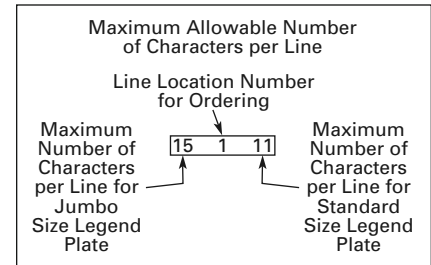 Maximum Allowable Number
of Characters per Line
Line Location Number
for Ordering
Maximum
Number of
Characters
per Line for
Jumbo
Size Legend
Plate
15 1 11
Maximum
Number of
Characters
per Line for
Standard
Size Legend
Plate